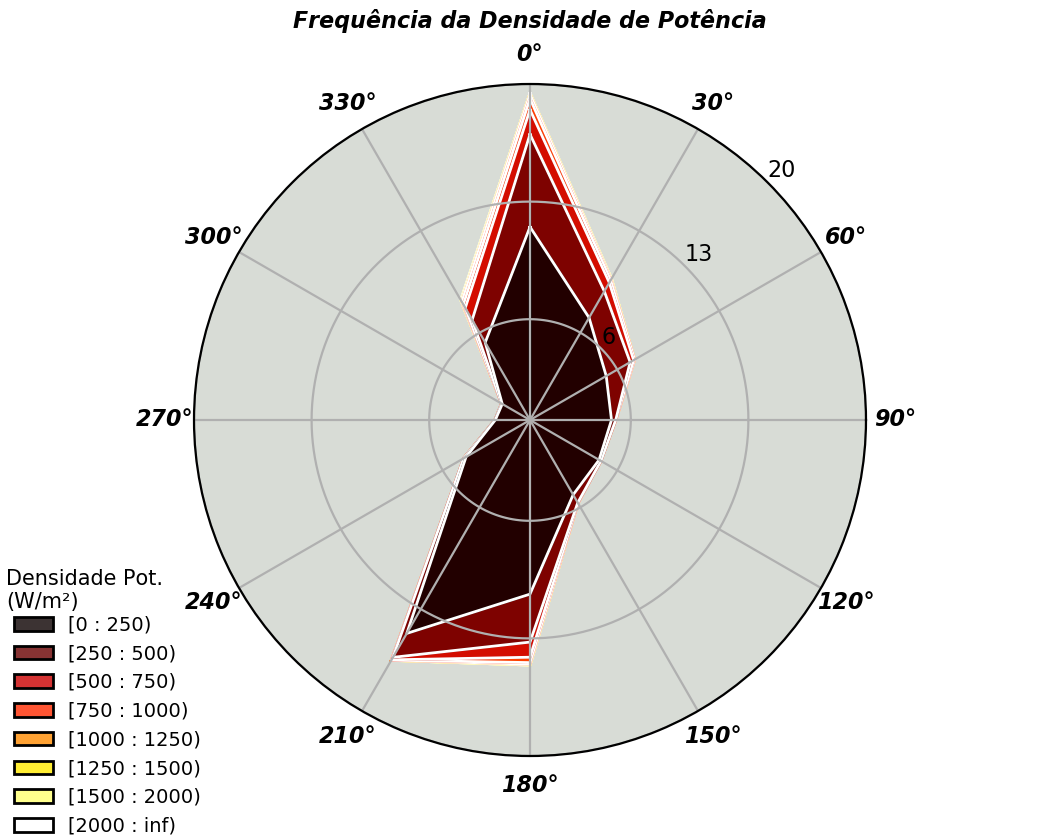 Frequência da Densidade de Potência
0°
330°
30°
20
300°
60°
13
6
270°
90°
240°
120°
210°
150°
180°
Densidade Pot.
(W/m²)
[0 : 250)
[250 : 500)
[500 : 750)
[750 : 1000)
[1000 : 1250)
[1250 : 1500)
[1500 : 2000)
[2000 : inf)